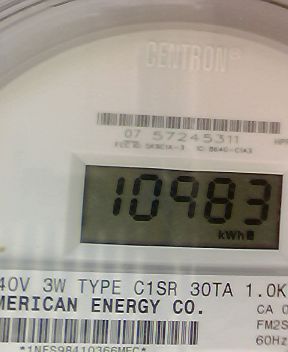 CENTRON®
07 57245311
10983
kWh
40V 3W TYPE C1SR 30TA 1.0K
MERICAN ENERGY CO.
CA 0
FM2S
60Hz
*1NES98410366MEC*